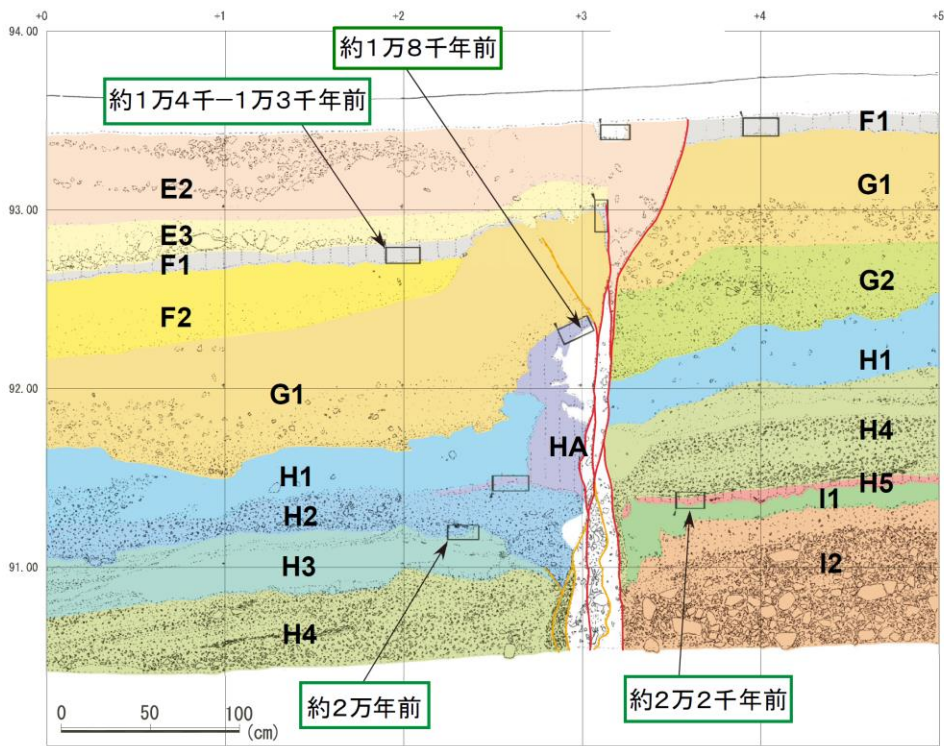 +0 +1 +2 +3 +4 +5
94.00
約1万8千年前
約1万4千−1万3千年前
F1
E2
G1
93.00
E3
F1
G2
F2
H1
92.00
G1
HA
H4
H1
H5
I1
H2
I2
H3
91.00
H4
約2万年前
約2万2千年前
0 50 100
(cm)